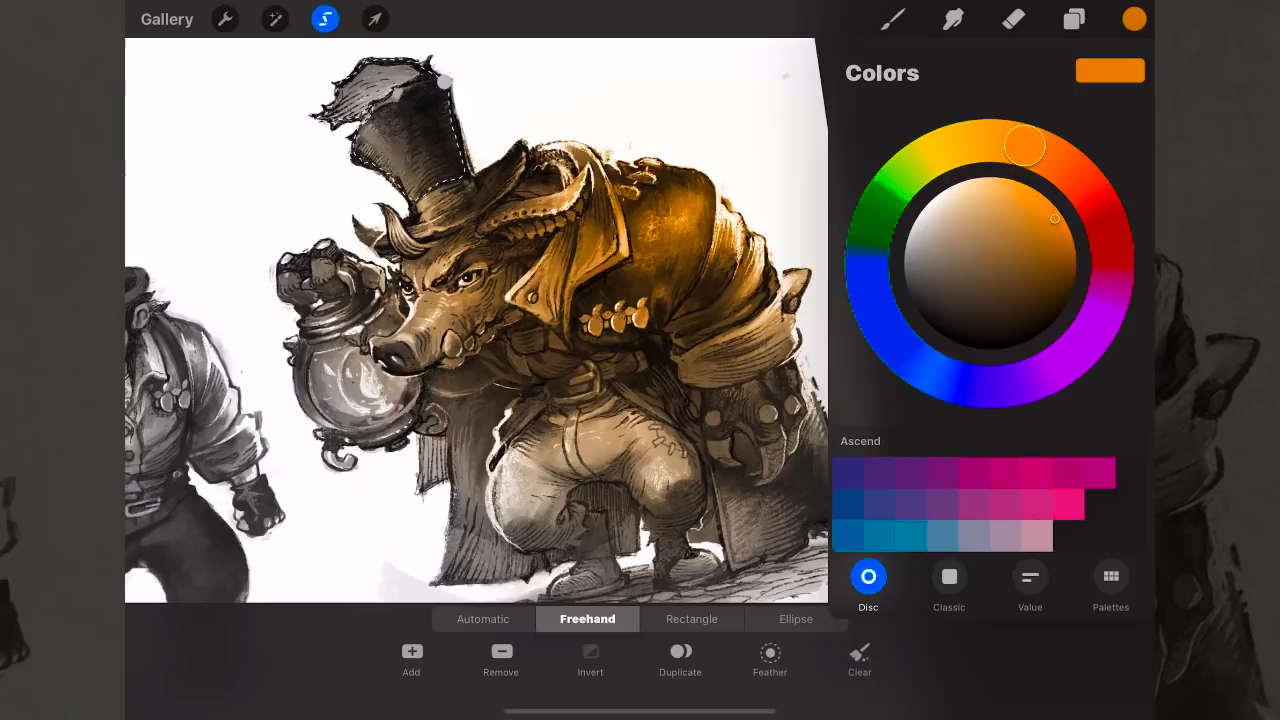 Gallery
Colors
Ascend
Disc
Classic
Value
Palettes
Automatic
Freehand
Rectangle
Ellipse
Add
Remove
Invert
Duplicate
Feather
Clear